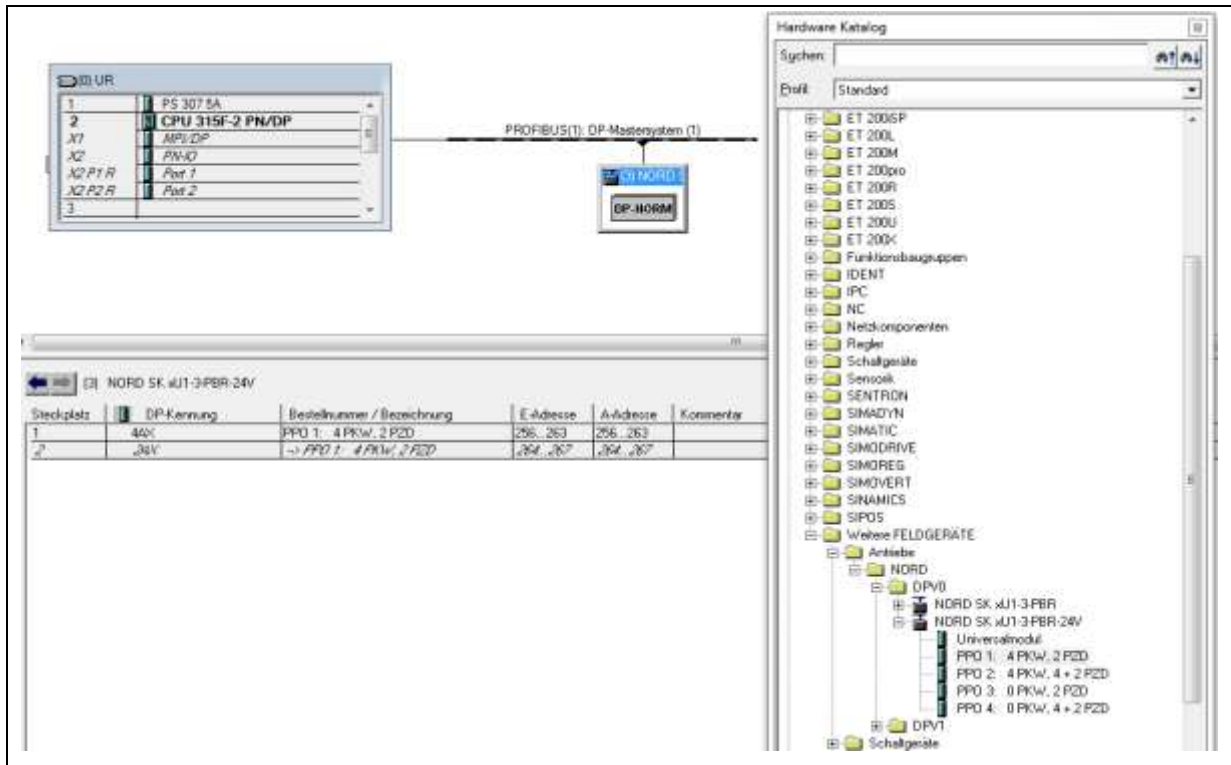 Hardware Katalog
Suchen:
Profil: Standard
(0) UR
1 PS 307 5A
2 CPU 315F-2 PN/DP
X1 MPI/DP
X2 PN-IO
X2 P1 R Port 1
X2 P2 R Port 2
3
PROFIBUS(1): DP-Mastersystem (1)
(3) NORD S
DP-NORM
ET 200iSP
ET 200L
ET 200M
ET 200pro
ET 200R
ET 200S
ET 200U
ET 200X
Funktionsbaugruppen
IDENT
IPC
NC
Netzkomponenten
Regler
Schaltgeräte
Sensorik
SENTRON
SIMADYN
SIMATIC
SIMODRIVE
SIMOREG
SIMOVERT
SINAMICS
SIPOS
Weitere FELDGERÄTE
Antriebe
NORD
DPV0
NORD SK xU1-3-PBR
NORD SK xU1-3-PBR-24V
Universalmodul
PPO 1: 4 PKW, 2 PZD
PPO 2: 4 PKW, 4 + 2 PZD
PPO 3: 0 PKW, 2 PZD
PPO 4: 0 PKW, 4 + 2 PZD
DPV1
Schaltgeräte
(3) NORD SK xU1-3-PBR-24V
Steckplatz DP-Kennung Bestellnummer / Bezeichnung E-Adresse A-Adresse Kommentar
1 4AX PPO 1: 4 PKW, 2 PZD 256...263 256...263
2 2AX --> PPO 1: 4 PKW, 2 PZD 264...267 264...267